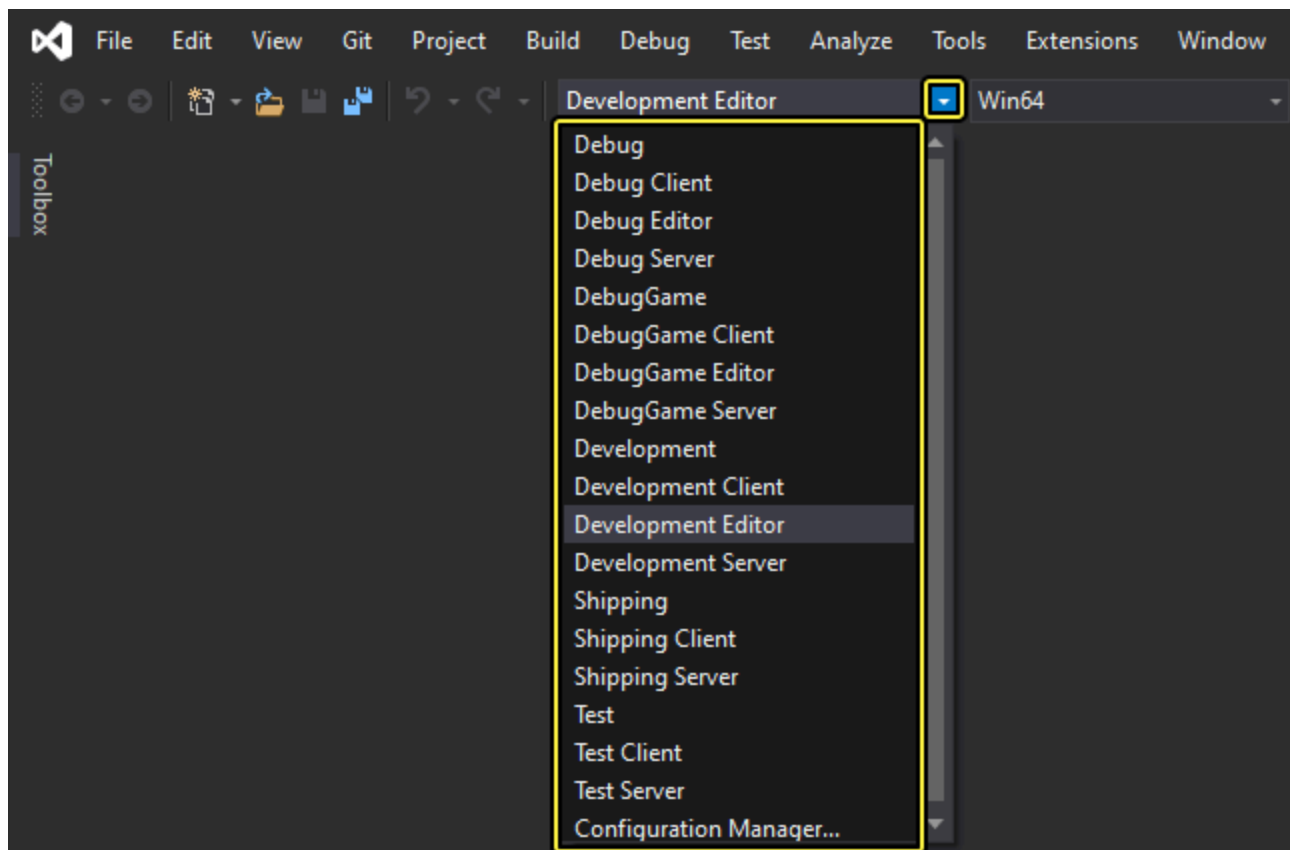 File Edit View Git Project Build Debug Test Analyze Tools Extensions Window
Development Editor Win64
Toolbox
Debug
Debug Client
Debug Editor
Debug Server
DebugGame
DebugGame Client
DebugGame Editor
DebugGame Server
Development
Development Client
Development Editor
Development Server
Shipping
Shipping Client
Shipping Server
Test
Test Client
Test Server
Configuration Manager...